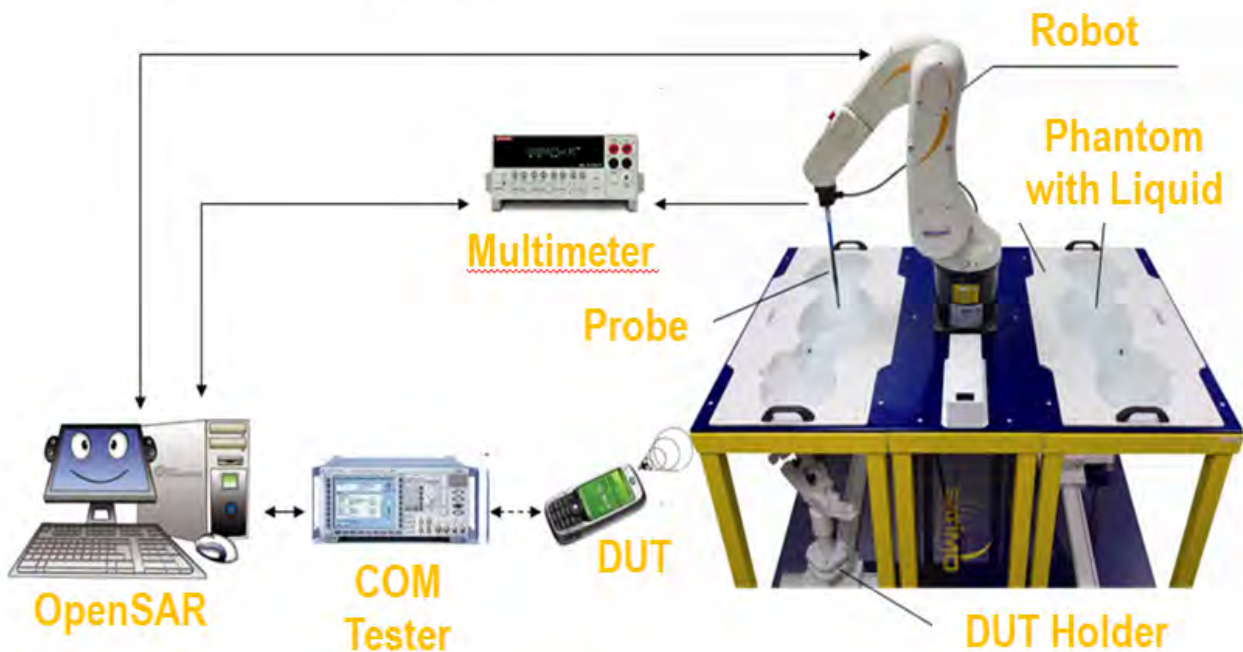 Robot
Phantom
with Liquid
Multimeter
Probe
OpenSAR
COM
Tester
DUT
DUT Holder